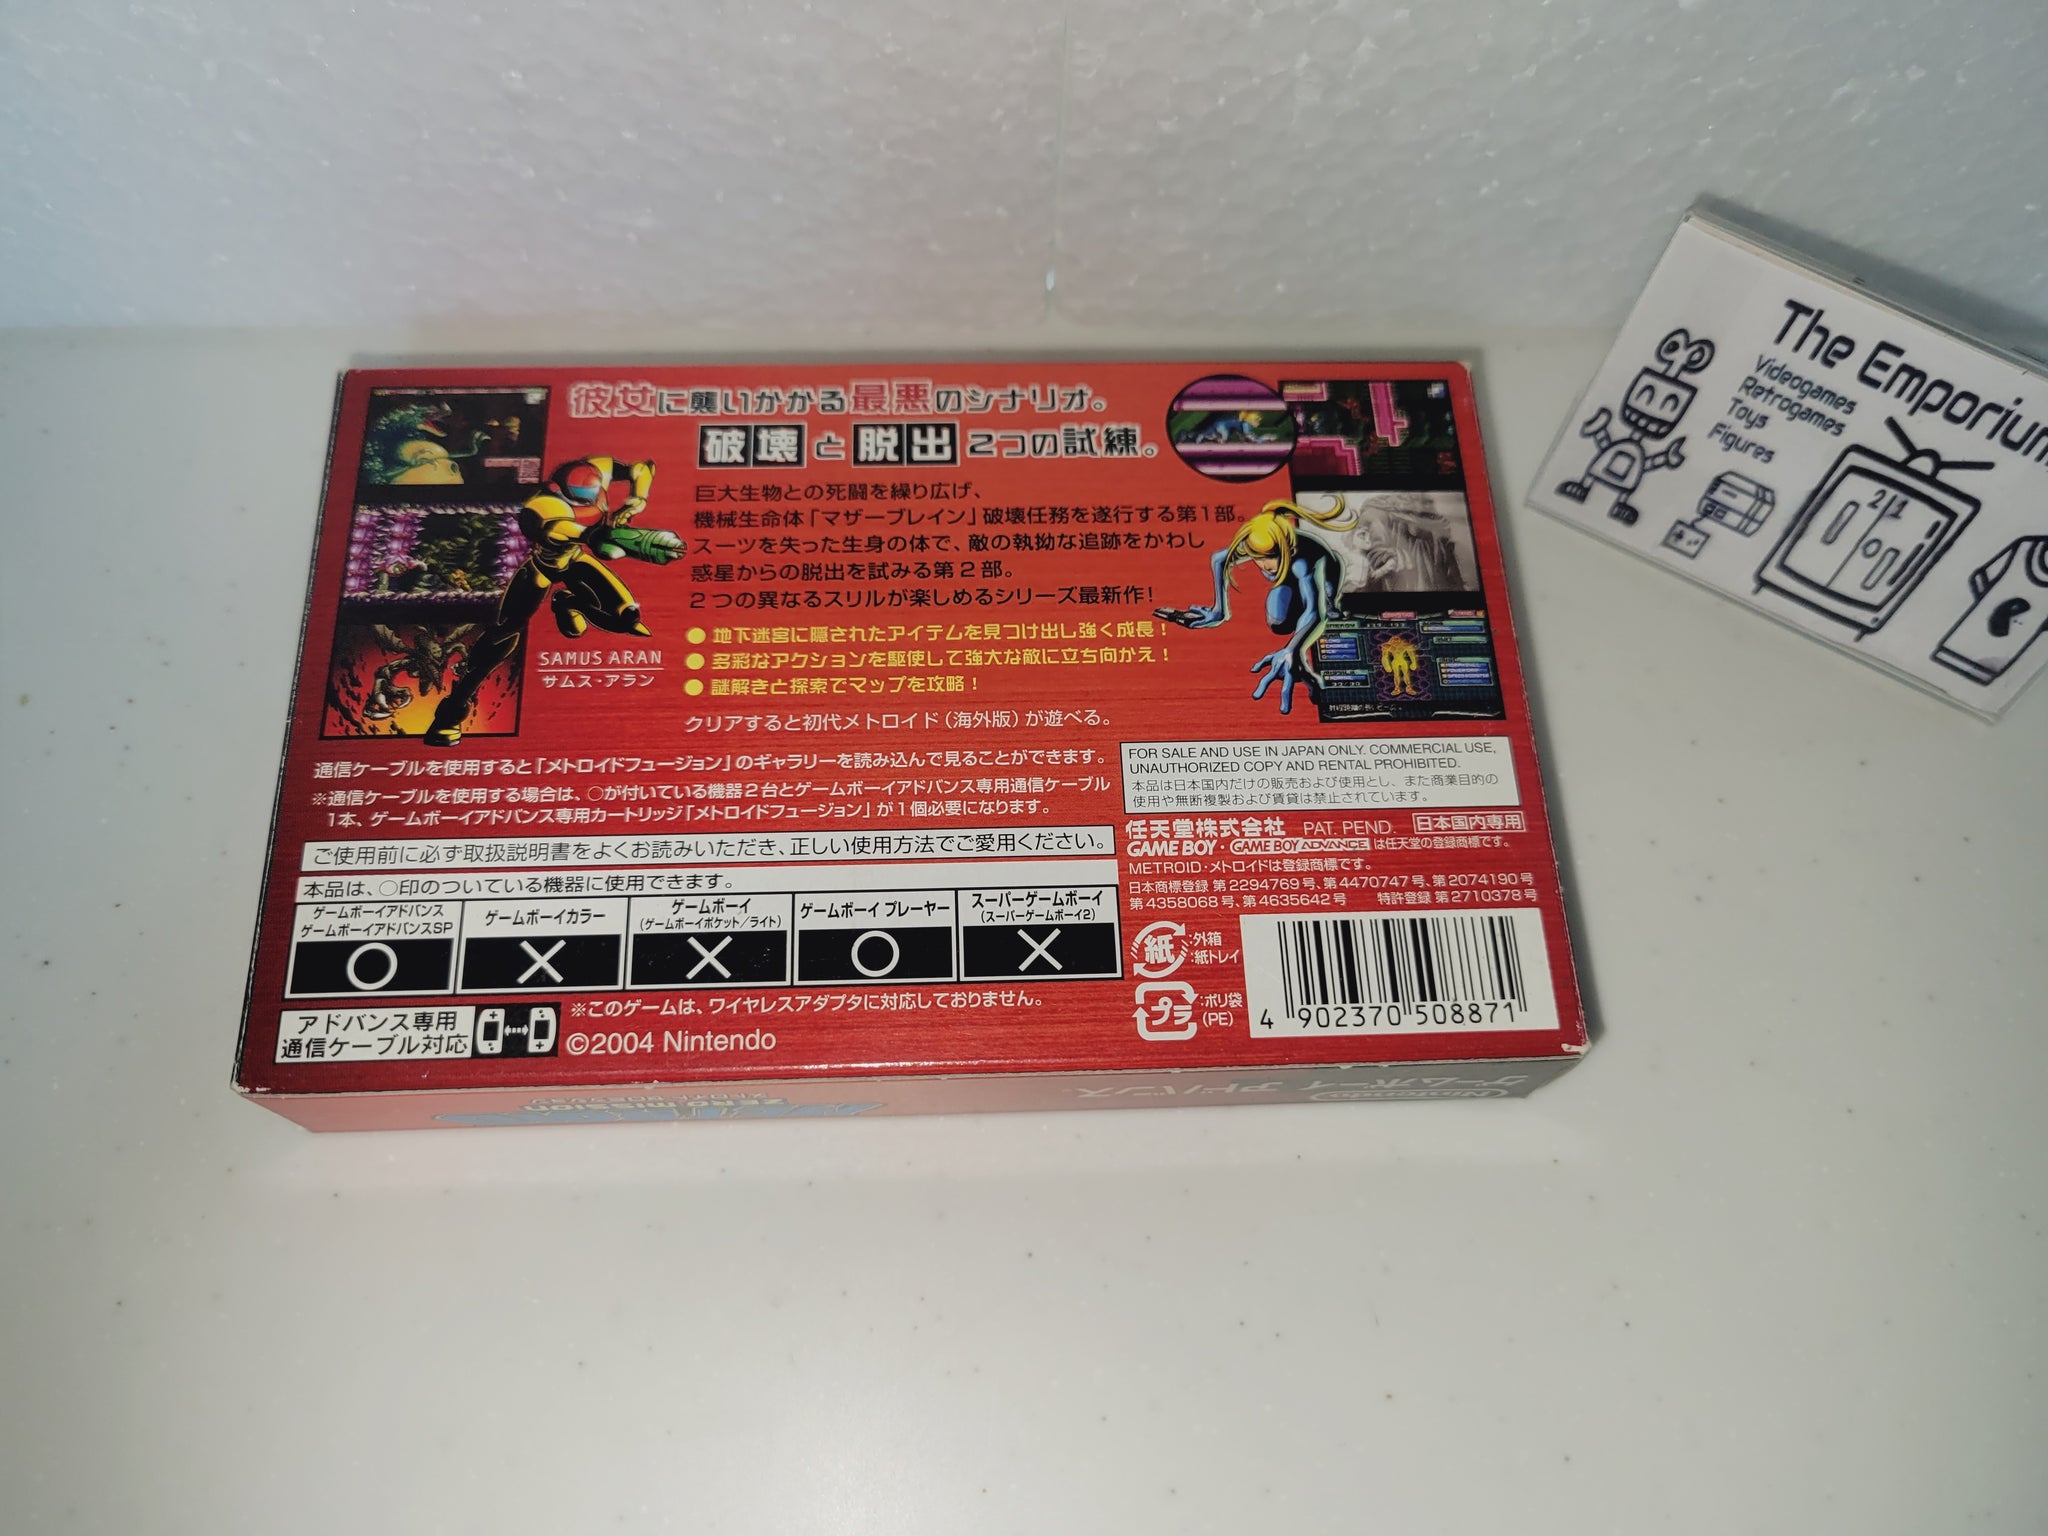 彼女に襲いかかる最悪のシナリオ。
破壊と脱出 2つの試練。
巨大生物との死闘を繰り広げ、
機械生命体「マザーブレイン」破壊任務を遂行する第1部。
スーツを失った生身の体で、敵の執拗な追跡をかわし
惑星からの脱出を試みる第2部。
2つの異なるスリルが楽しめるシリーズ最新作!
● 地下迷宮に隠されたアイテムを見つけ出し強く成長!
● 多彩なアクションを駆使して強大な敵に立ち向かえ!
● 謎解きと探索でマップを攻略!
SAMUS ARAN
サムス・アラン
クリアすると初代メトロイド(海外版)が遊べる。
通信ケーブルを使用すると「メトロイドフュージョン」のギャラリーを読み込んで見ることができます。
※通信ケーブルを使用する場合は、○が付いている機器2台とゲームボーイアドバンス専用通信ケーブル
1本、ゲームボーイアドバンス専用カートリッジ「メトロイドフュージョン」が1個必要になります。
ご使用前に必ず取扱説明書をよくお読みいただき、正しい使用方法でご愛用ください。
本品は、○印のついている機器に使用できます。
ゲームボーイアドバンス
ゲームボーイアドバンスSP
○
ゲームボーイカラー
×
ゲームボーイ
(ゲームボーイポケット/ライト)
×
ゲームボーイ プレーヤー
○
スーパーゲームボーイ
(スーパーゲームボーイ2)
×
アドバンス専用
通信ケーブル対応
※このゲームは、ワイヤレスアダプタに対応しておりません。
©2004 Nintendo
FOR SALE AND USE IN JAPAN ONLY. COMMERCIAL USE,
UNAUTHORIZED COPY AND RENTAL PROHIBITED.
本品は日本国内だけの販売および使用とし、また商業目的の
使用や無断複製および賃貸は禁止されています。
任天堂株式会社 PAT. PEND. 日本国内専用
GAME BOY・GAME BOY ADVANCE は任天堂の登録商標です。
METROID・メトロイドは登録商標です。
日本商標登録 第2294769号、第4470747号、第2074190号
第4358068号、第4635642号 特許登録 第2710378号
紙 :外箱
:紙トレイ
プラ :ポリ袋
(PE)
4 902370 508871
ZERO MISSION
Nintendo
ゲームボーイアドバンス
The Emporium
Videogames
Retrogames
Toys
Figures